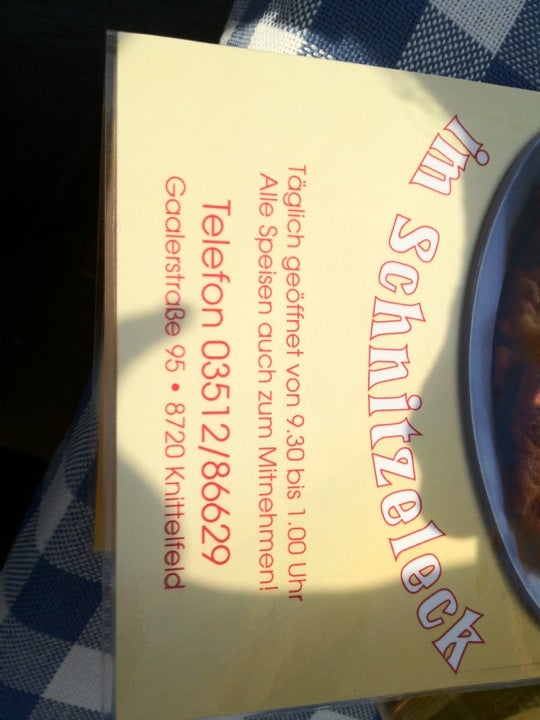 im Schnitzeleck
Täglich geöffnet von 9.30 bis 1.00 Uhr
Alle Speisen auch zum Mitnehmen!
Telefon 03512/86629
Gaalerstraße 95 • 8720 Knittelfeld